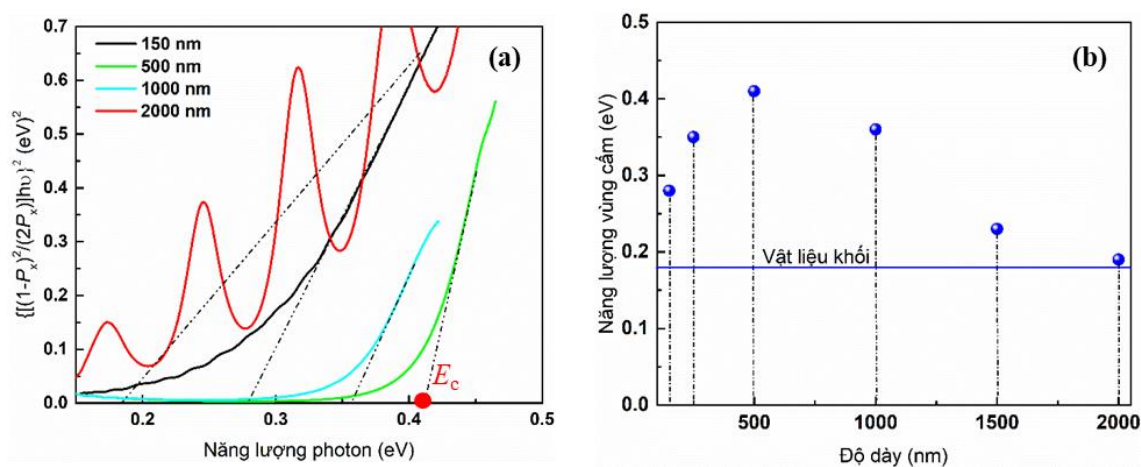 (a)
150 nm
500 nm
1000 nm
2000 nm
{[(1-Pₓ)²/(2Pₓ)]hυ}² (eV)²
0.7
0.6
0.5
0.4
0.3
0.2
0.1
0.0
E_c
0.2 0.3 0.4 0.5
Năng lượng photon (eV)
(b)
Năng lượng vùng cấm (eV)
0.5
0.4
0.3
0.2
0.1
0.0
Vật liệu khối
500 1000 1500 2000
Độ dày (nm)